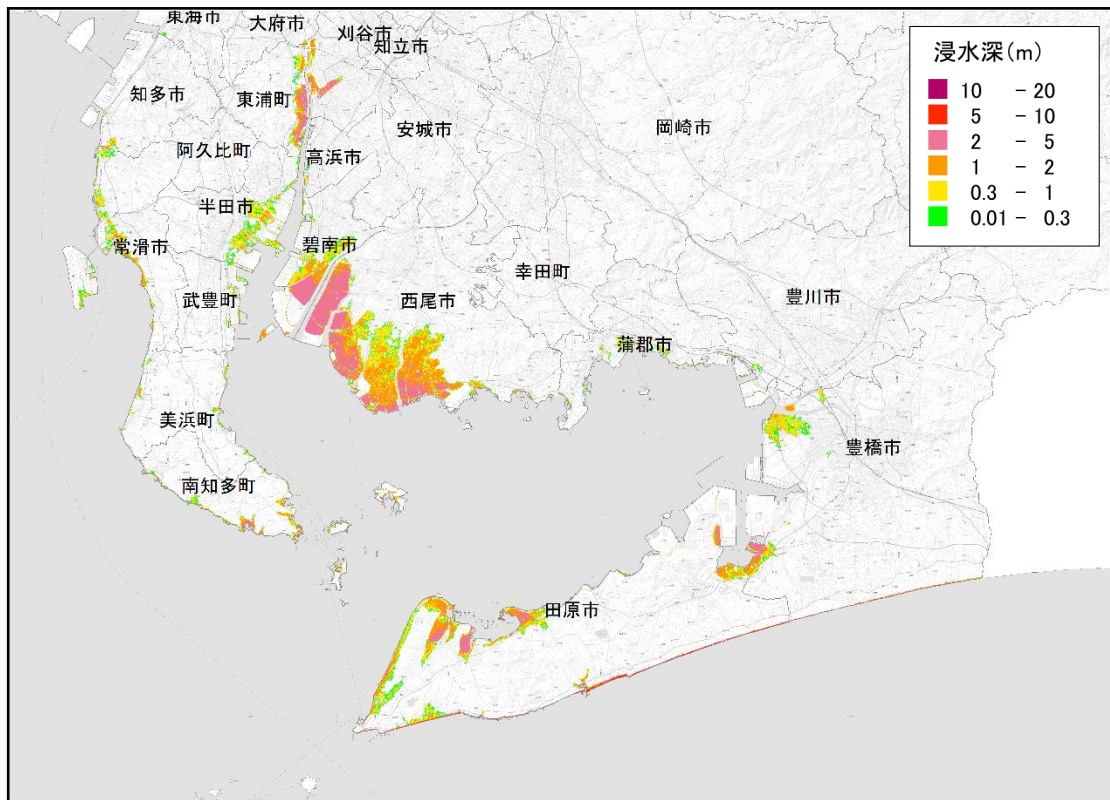 東海市
大府市
刈谷市
知立市
知多市
東浦町
安城市
岡崎市
阿久比町
高浜市
半田市
常滑市
碧南市
幸田町
武豊町
西尾市
豊川市
蒲郡市
美浜町
豊橋市
南知多町
田原市
浸水深(m)
10 - 20
5 - 10
2 - 5
1 - 2
0.3 - 1
0.01 - 0.3